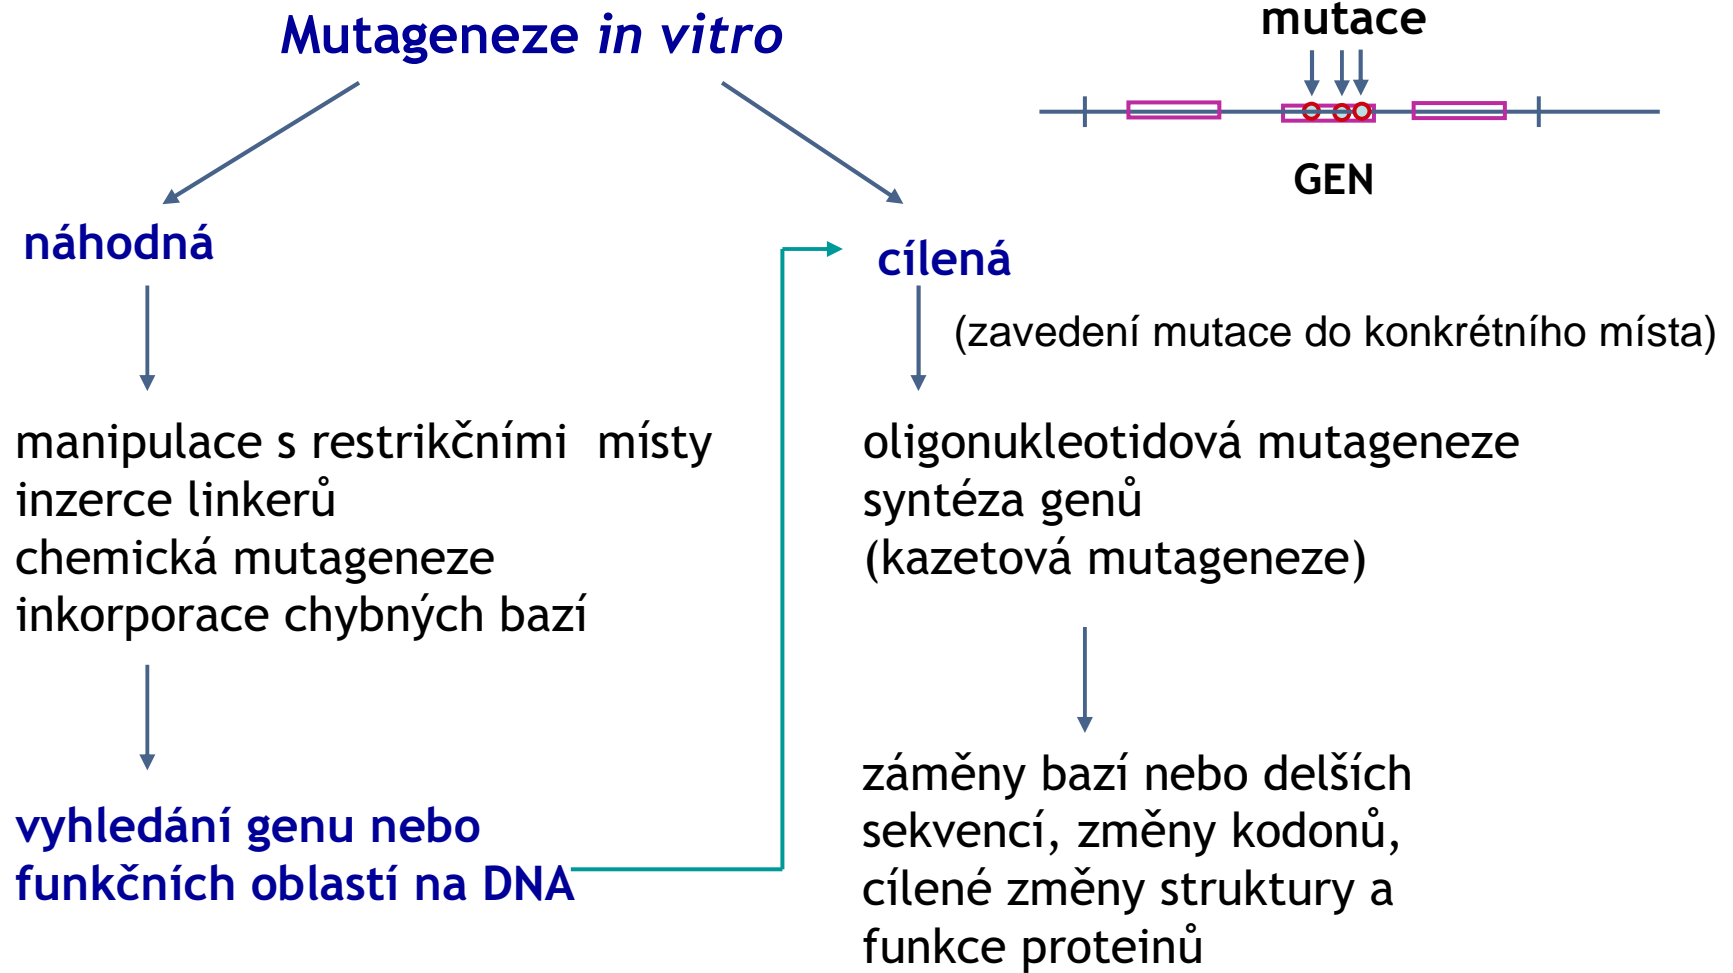 Mutageneze in vitro
mutace
GEN
náhodná
cílená
(zavedení mutace do konkrétního místa)
manipulace s restrikčními místy
inzerce linkerů
chemická mutageneze
inkorporace chybných bazí
oligonukleotidová mutageneze
syntéza genů
(kazetová mutageneze)
vyhledání genu nebo
funkčních oblastí na DNA
záměny bazí nebo delších
sekvencí, změny kodonů,
cílené změny struktury a
funkce proteinů